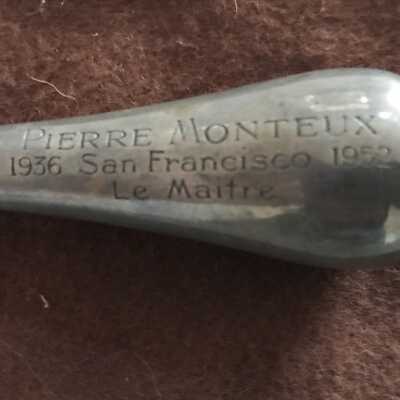 PIERRE MONTEUX
1936 San Francisco 1952
Le Maitre